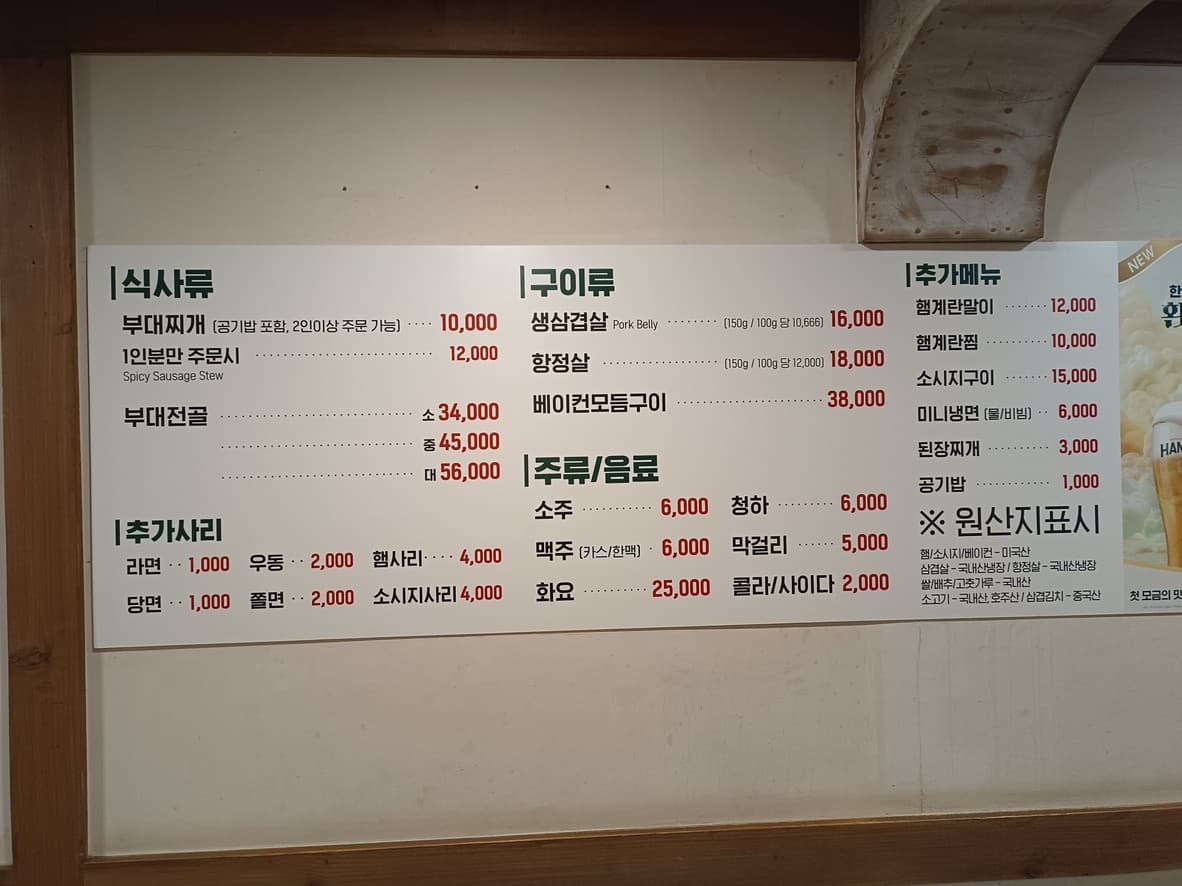 식사류
부대찌개 (공기밥 포함, 2인이상 주문 가능) ···· 10,000
1인분만 주문시 ·································· 12,000
Spicy Sausage Stew
부대전골 ····································· 소 34,000
····································· 중 45,000
····································· 대 56,000
추가사리
라면 ·· 1,000 우동 ·· 2,000 햄사리 ···· 4,000
당면 ·· 1,000 쫄면 ·· 2,000 소시지사리 4,000
구이류
생삼겹살 Pork Belly ········· (150g / 100g 당 10,666) 16,000
항정살 ····················· (150g / 100g 당 12,000) 18,000
베이컨모듬구이 ··························· 38,000
주류/음료
소주 ············ 6,000 청하 ········· 6,000
맥주 (카스/한맥) · 6,000 막걸리 ······ 5,000
화요 ··········· 25,000 콜라/사이다 2,000
추가메뉴
햄계란말이 ······· 12,000
햄계란찜 ·········· 10,000
소시지구이 ······· 15,000
미니냉면 (물/비빔) ·· 6,000
된장찌개 ·········· 3,000
공기밥 ············ 1,000
※ 원산지표시
햄/소시지/베이컨 - 미국산
삼겹살 - 국내산냉장 / 항정살 - 국내산냉장
쌀/배추/고춧가루 - 국내산
소고기 - 국내산, 호주산 / 삼겹김치 - 중국산
NEW
한
HAN
첫 모금의 맛